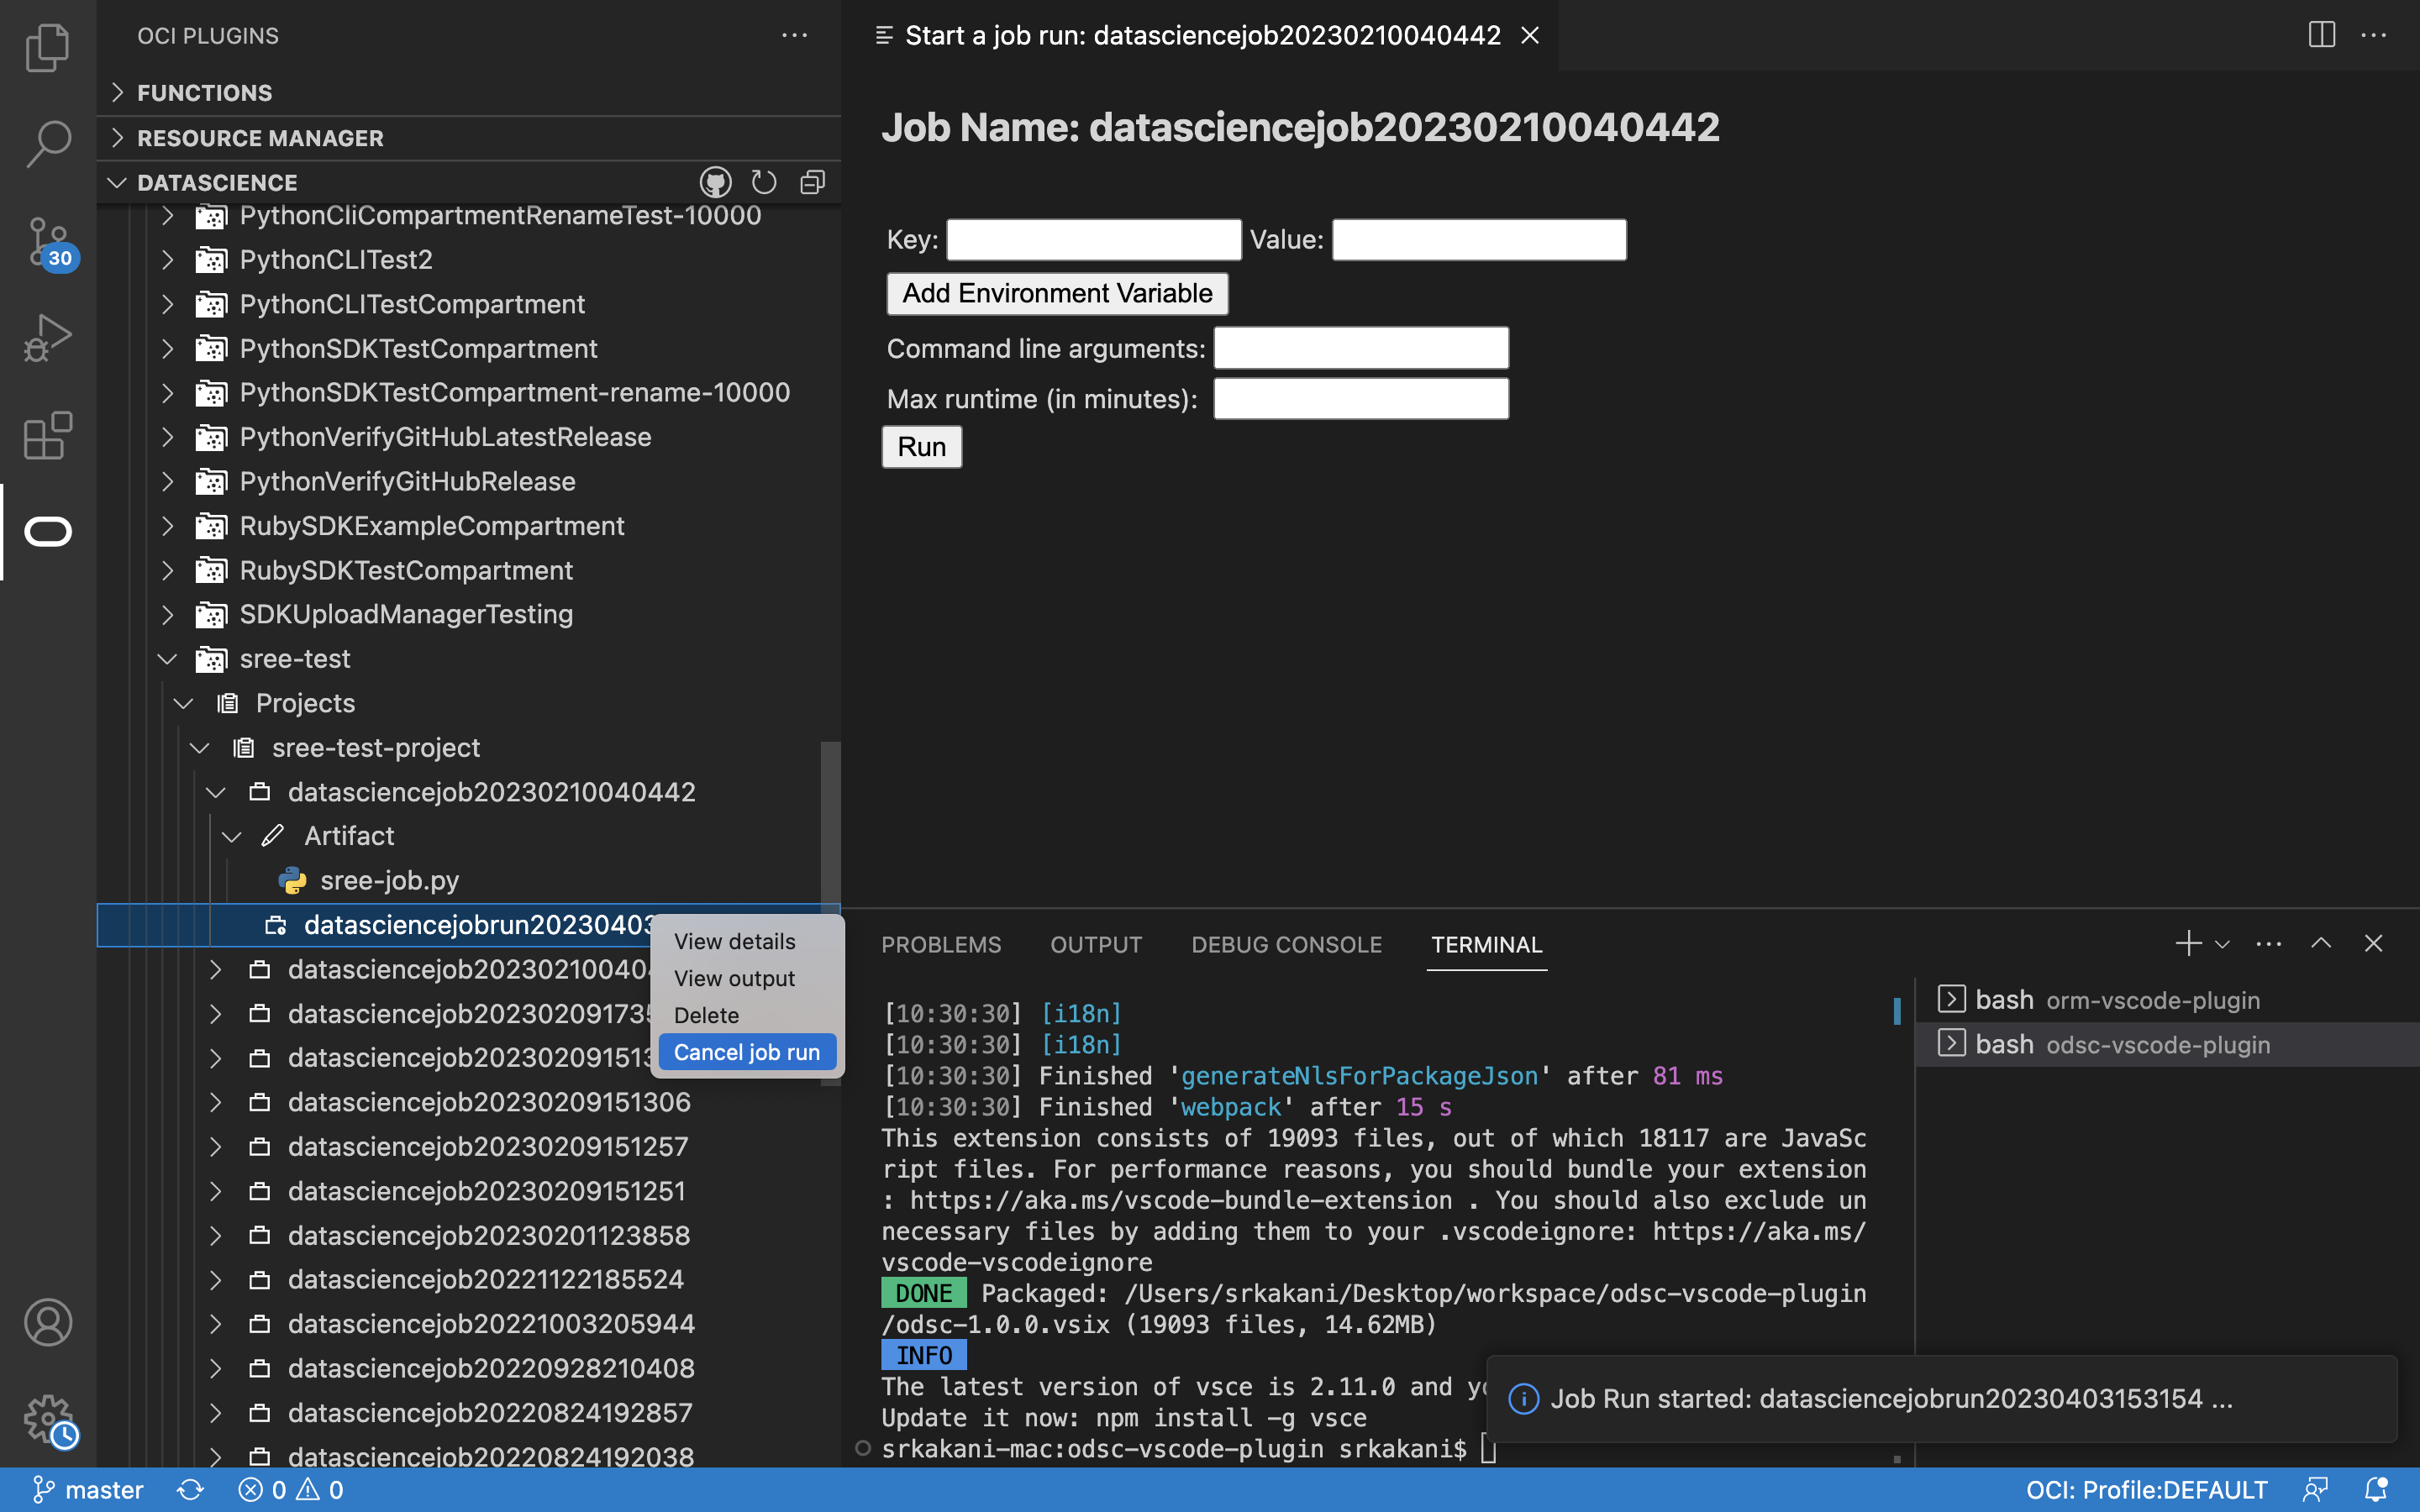 OCI PLUGINS
FUNCTIONS
RESOURCE MANAGER
DATASCIENCE
PythonCliCompartmentRenameTest-10000
PythonCLITest2
PythonCLITestCompartment
PythonSDKTestCompartment
PythonSDKTestCompartment-rename-10000
PythonVerifyGitHubLatestRelease
PythonVerifyGitHubRelease
RubySDKExampleCompartment
RubySDKTestCompartment
SDKUploadManagerTesting
sree-test
Projects
sree-test-project
datasciencejob20230210040442
Artifact
sree-job.py
datasciencejobrun20230403
datasciencejob202302100404
datasciencejob202302091735
datasciencejob202302091513
datasciencejob20230209151306
datasciencejob20230209151257
datasciencejob20230209151251
datasciencejob20230201123858
datasciencejob20221122185524
datasciencejob20221003205944
datasciencejob20220928210408
datasciencejob20220824192857
datasciencejob20220824192038
30
View details
View output
Delete
Cancel job run
Start a job run: datasciencejob20230210040442
Job Name: datasciencejob20230210040442
Key: Value:
Add Environment Variable
Command line arguments:
Max runtime (in minutes):
Run
PROBLEMS OUTPUT DEBUG CONSOLE TERMINAL
[10:30:30] [i18n]
[10:30:30] [i18n]
[10:30:30] Finished 'generateNlsForPackageJson' after 81 ms
[10:30:30] Finished 'webpack' after 15 s
This extension consists of 19093 files, out of which 18117 are JavaSc
ript files. For performance reasons, you should bundle your extension
: https://aka.ms/vscode-bundle-extension . You should also exclude un
necessary files by adding them to your .vscodeignore: https://aka.ms/
vscode-vscodeignore
DONE Packaged: /Users/srkakani/Desktop/workspace/odsc-vscode-plugin
/odsc-1.0.0.vsix (19093 files, 14.62MB)
INFO
The latest version of vsce is 2.11.0 and
Update it now: npm install -g vsce
srkakani-mac:odsc-vscode-plugin srkakani$
bash orm-vscode-plugin
bash odsc-vscode-plugin
Job Run started: datasciencejobrun20230403153154 ...
master 0 0
OCI: Profile:DEFAULT